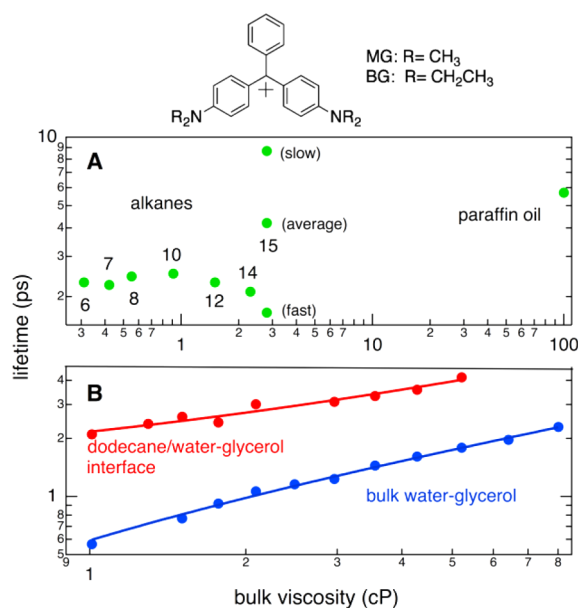 MG: R= CH3
BG: R= CH2CH3
R2N
NR2
+
10
9
8
7
6
5
4
3
2
A
alkanes
(slow)
(average)
15
(fast)
paraffin oil
6
7
8
10
12
14
3 4 5 6 7 1 2 3 4 5 6 7 10 2 3 4 5 6 7 100
lifetime (ps)
4
3
2
1
9
8
7
6
5
B
dodecane/water-glycerol
interface
bulk water-glycerol
9 1 2 3 4 5 6 7 8
bulk viscosity (cP)